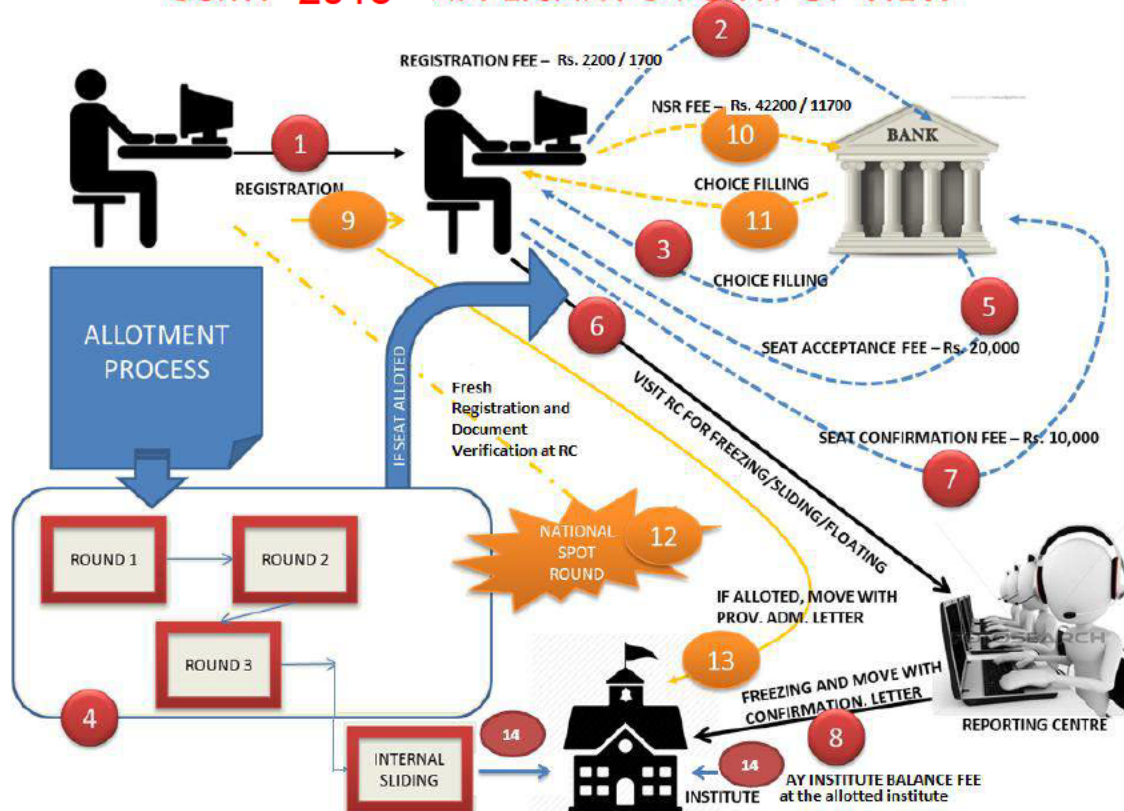 2
REGISTRATION FEE – Rs. 2200 / 1700
NSR FEE – Rs. 42200 / 11700
BANK
1
10
REGISTRATION
CHOICE FILLING
9
11
3
CHOICE FILLING
5
6
ALLOTMENT
PROCESS
SEAT ACCEPTANCE FEE – Rs. 20,000
IF SEAT ALLOTED
Fresh
Registration and
Document
Verification at RC
VISIT RC FOR FREEZING/SLIDING/FLOATING
SEAT CONFIRMATION FEE – Rs. 10,000
7
ROUND 1
ROUND 2
NATIONAL
SPOT
ROUND
12
IF ALLOTED, MOVE WITH
PROV. ADM. LETTER
ROUND 3
13
FREEZING AND MOVE WITH
CONFIRMATION. LETTER
REPORTING CENTRE
4
8
14
INTERNAL
SLIDING
14
INSTITUTE
AY INSTITUTE BALANCE FEE
at the allotted institute